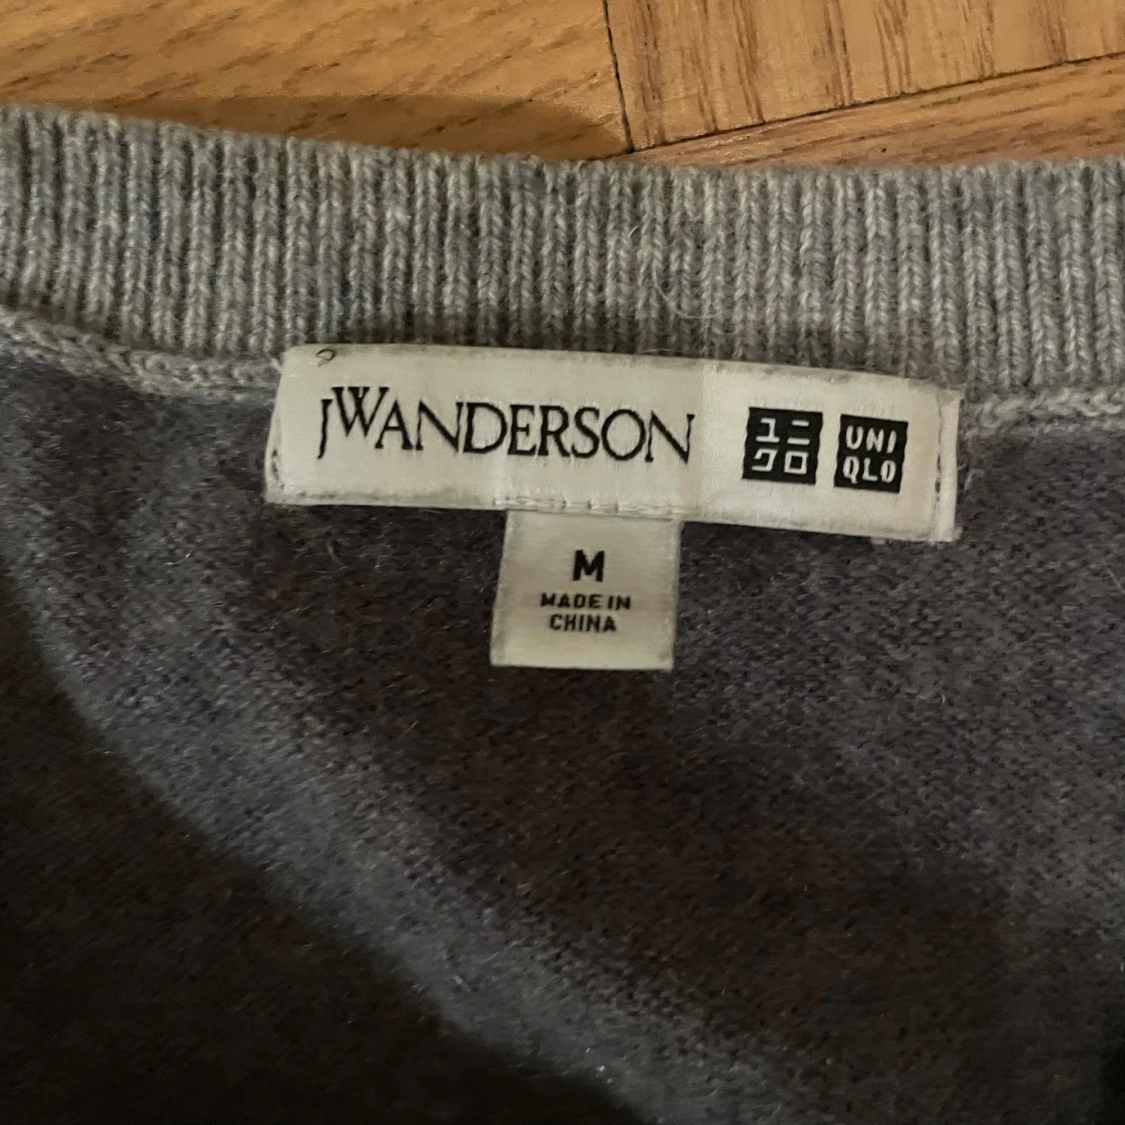 JWANDERSON
ユニ
クロ
UNI
QLO
M
MADE IN
CHINA